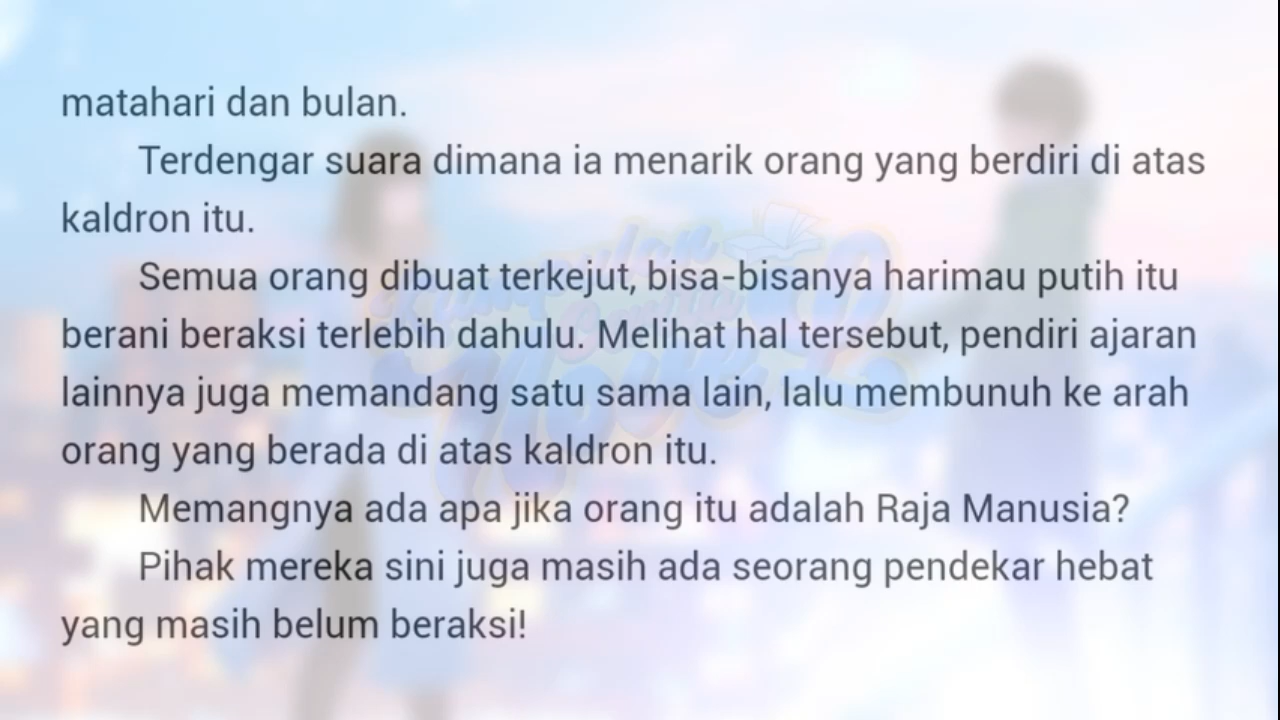 matahari dan bulan.
Terdengar suara dimana ia menarik orang yang berdiri di atas
kaldron itu.
Semua orang dibuat terkejut, bisa-bisanya harimau putih itu
berani beraksi terlebih dahulu. Melihat hal tersebut, pendiri ajaran
lainnya juga memandang satu sama lain, lalu membunuh ke arah
orang yang berada di atas kaldron itu.
Memangnya ada apa jika orang itu adalah Raja Manusia?
Pihak mereka sini juga masih ada seorang pendekar hebat
yang masih belum beraksi!